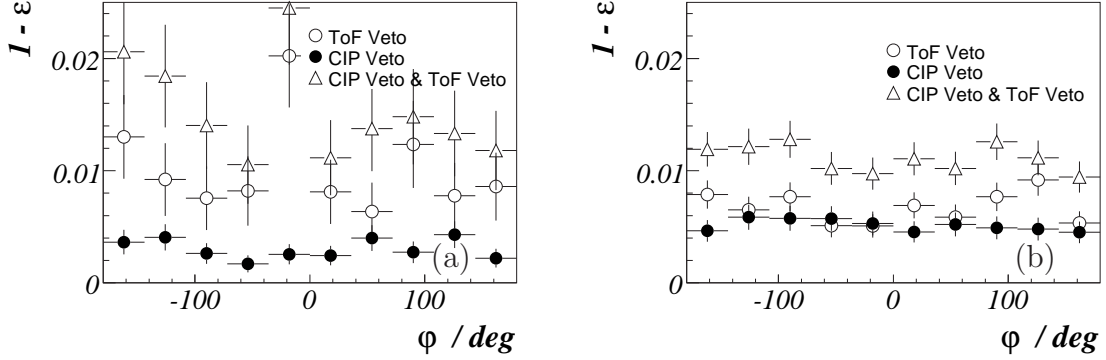 1 - ε
0.02
0.01
0
-100
0
100
φ / deg
ToF Veto
CIP Veto
CIP Veto & ToF Veto
(a)
1 - ε
0.02
0.01
0
-100
0
100
φ / deg
ToF Veto
CIP Veto
CIP Veto & ToF Veto
(b)